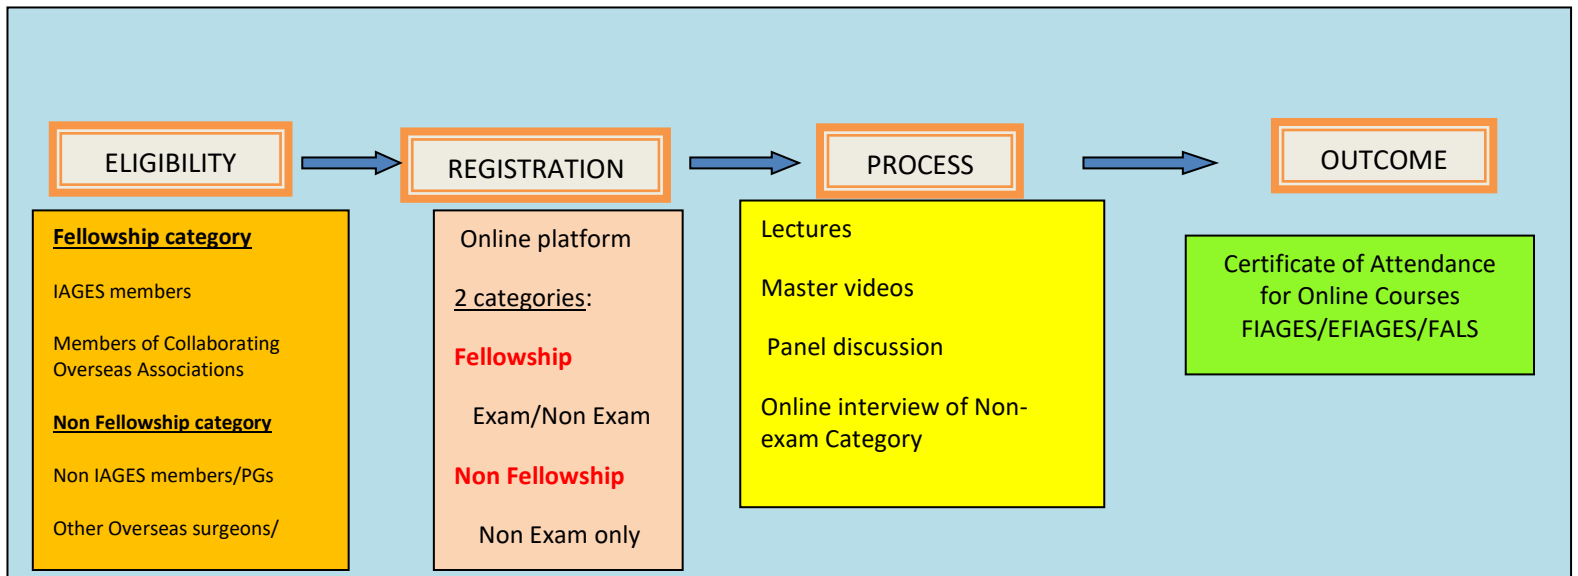 ELIGIBILITY
REGISTRATION
PROCESS
OUTCOME
Fellowship category
IAGES members
Members of Collaborating
Overseas Associations
Non Fellowship category
Non IAGES members/PGs
Other Overseas surgeons/
Online platform
2 categories:
Fellowship
Exam/Non Exam
Non Fellowship
Non Exam only
Lectures
Master videos
Panel discussion
Online interview of Non-
exam Category
Certificate of Attendance
for Online Courses
FIAGES/EFIAGES/FALS